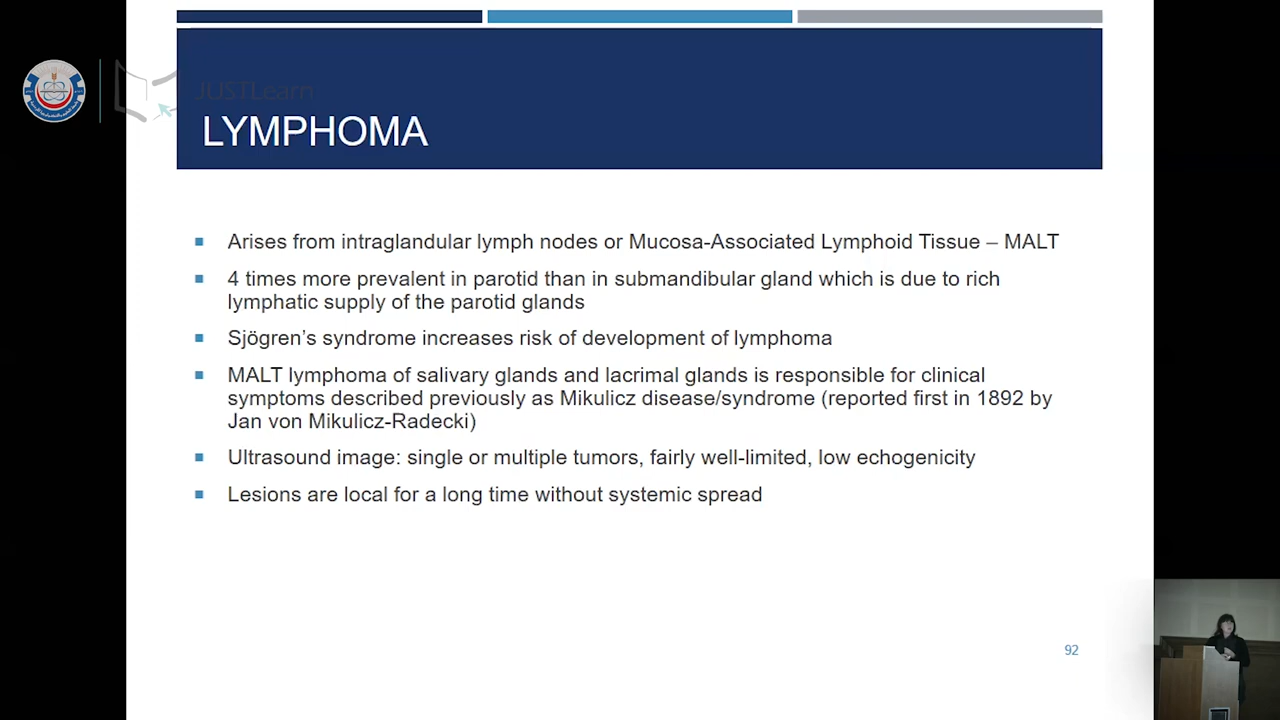 JUSTLearn
LYMPHOMA
Arises from intraglandular lymph nodes or Mucosa-Associated Lymphoid Tissue – MALT
4 times more prevalent in parotid than in submandibular gland which is due to rich
lymphatic supply of the parotid glands
Sjögren's syndrome increases risk of development of lymphoma
MALT lymphoma of salivary glands and lacrimal glands is responsible for clinical
symptoms described previously as Mikulicz disease/syndrome (reported first in 1892 by
Jan von Mikulicz-Radecki)
Ultrasound image: single or multiple tumors, fairly well-limited, low echogenicity
Lesions are local for a long time without systemic spread
92